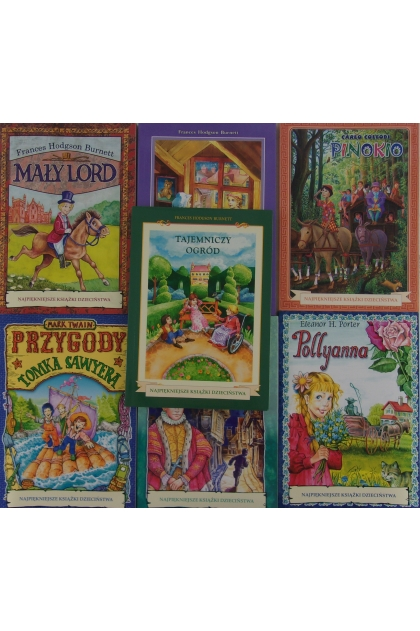 Frances Hodgson Burnett
MAŁY LORD
NAJPIĘKNIEJSZE KSIĄŻKI DZIECIŃSTWA
Frances Hodgson Burnett
CARLO COLLODI
PINOKIO
NAJPIĘKNIEJSZE KSIĄŻKI DZIECIŃSTWA
FRANCES HODGSON BURNETT
TAJEMNICZY
OGRÓD
NAJPIĘKNIEJSZE KSIĄŻKI DZIECIŃSTWA
MARK TWAIN
PRZYGODY
TOMKA SAWYERA
NAJPIĘKNIEJSZE KSIĄŻKI DZIECIŃSTWA
NAJPIĘKNIEJSZE KSIĄŻKI DZIECIŃSTWA
Eleanor H. Porter
Pollyanna
NAJPIĘKNIEJSZE KSIĄŻKI DZIECIŃSTWA